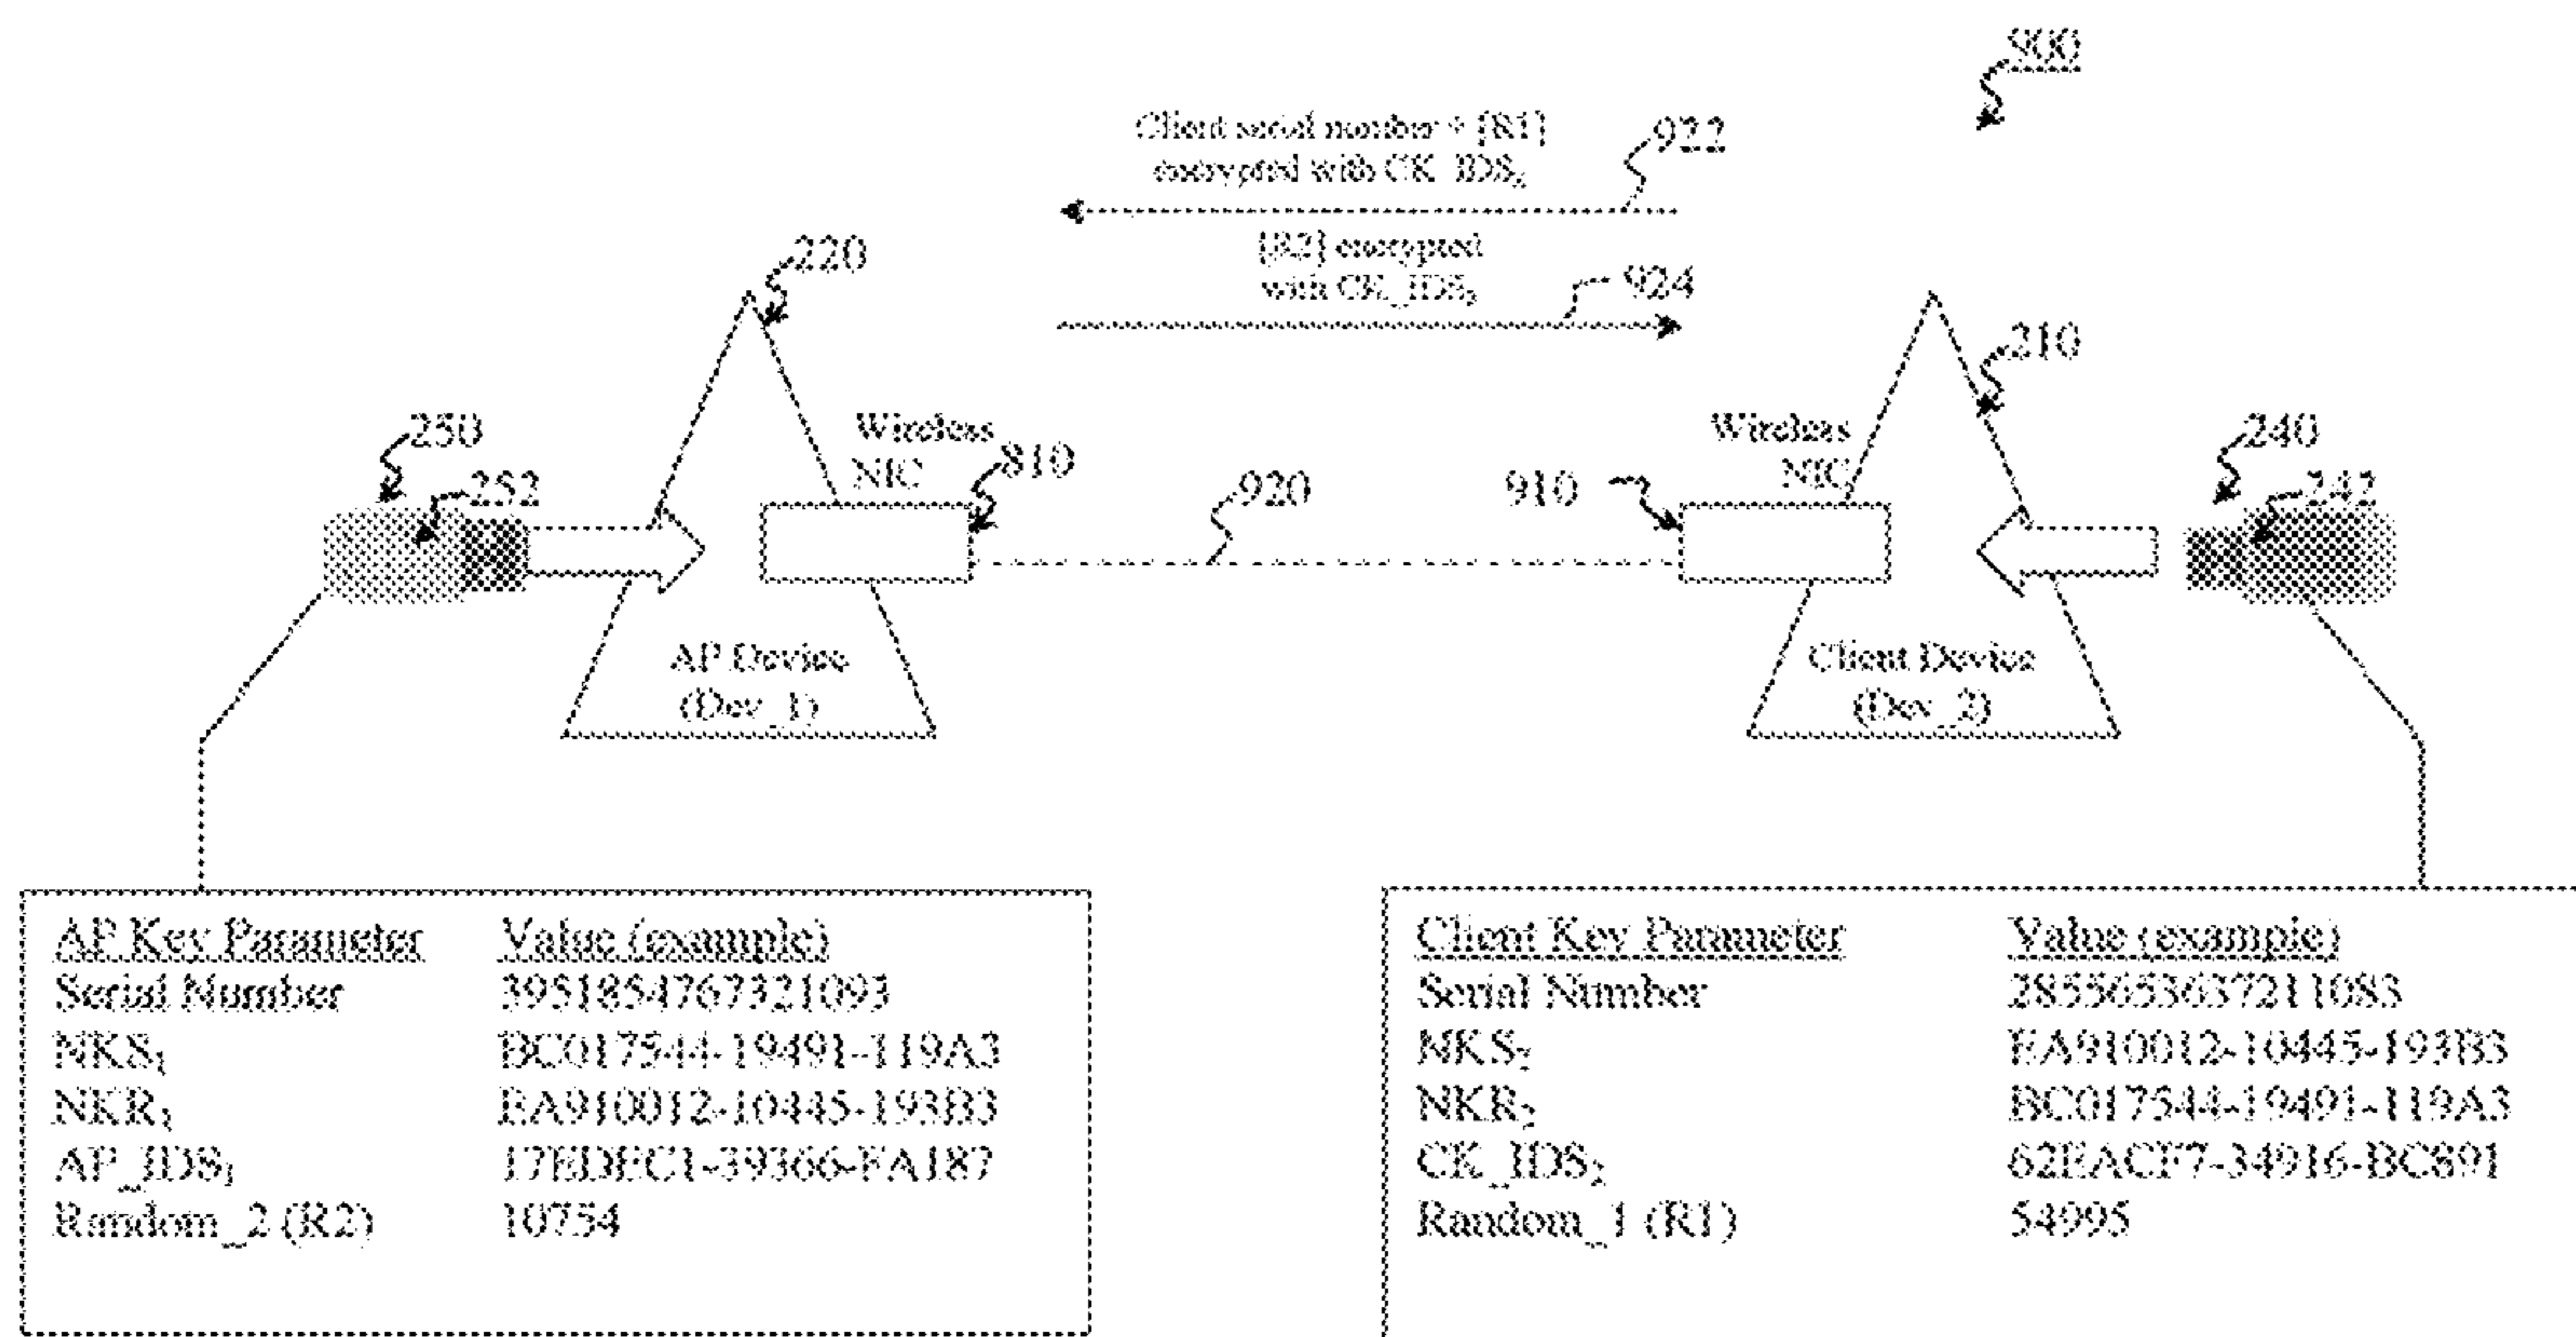 900
Client serial number + [R1]
encrypted with CK_IDS₂
922
[R2] encrypted
with CK_IDS₂
924
220
210
250
252
Wireless
NIC
810
920
910
Wireless
NIC
240
242
AP Device
(Dev_1)
Client Device
(Dev_2)
AP Key Parameter Value (example)
Serial Number 3951854767321093
NKS₁ BC017544-19491-119A3
NKR₁ EA910012-10445-193B3
AP_IDS₁ 17EDEC1-39366-FA187
Random_2 (R2) 10754
Client Key Parameter Value (example)
Serial Number 2855653637211083
NKS₂ EA910012-10445-193B3
NKR₂ BC017544-19491-119A3
CK_IDS₂ 62EACF7-34916-BC891
Random_1 (R1) 54995